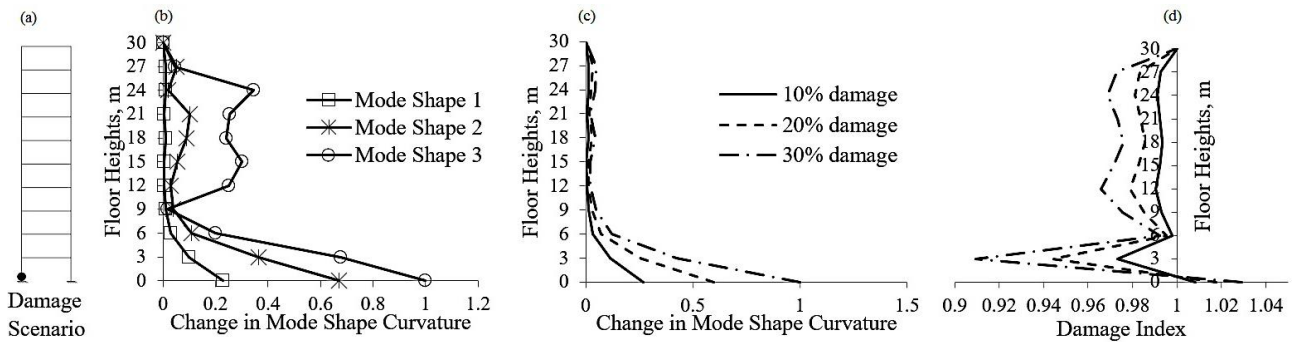 (a)
Damage
Scenario
(b)
Floor Heights, m
30
27
24
21
18
15
12
9
6
3
0
0 0.2 0.4 0.6 0.8 1 1.2
Change in Mode Shape Curvature
Mode Shape 1
Mode Shape 2
Mode Shape 3
(c)
Floor Heights, m
30
27
24
21
18
15
12
9
6
3
0
0 0.5 1 1.5
Change in Mode Shape Curvature
10% damage
20% damage
30% damage
(d)
30
27
24
21
18
15
12
9
6
3
0
Floor Heights, m
0.9 0.92 0.94 0.96 0.98 1 1.02 1.04
Damage Index